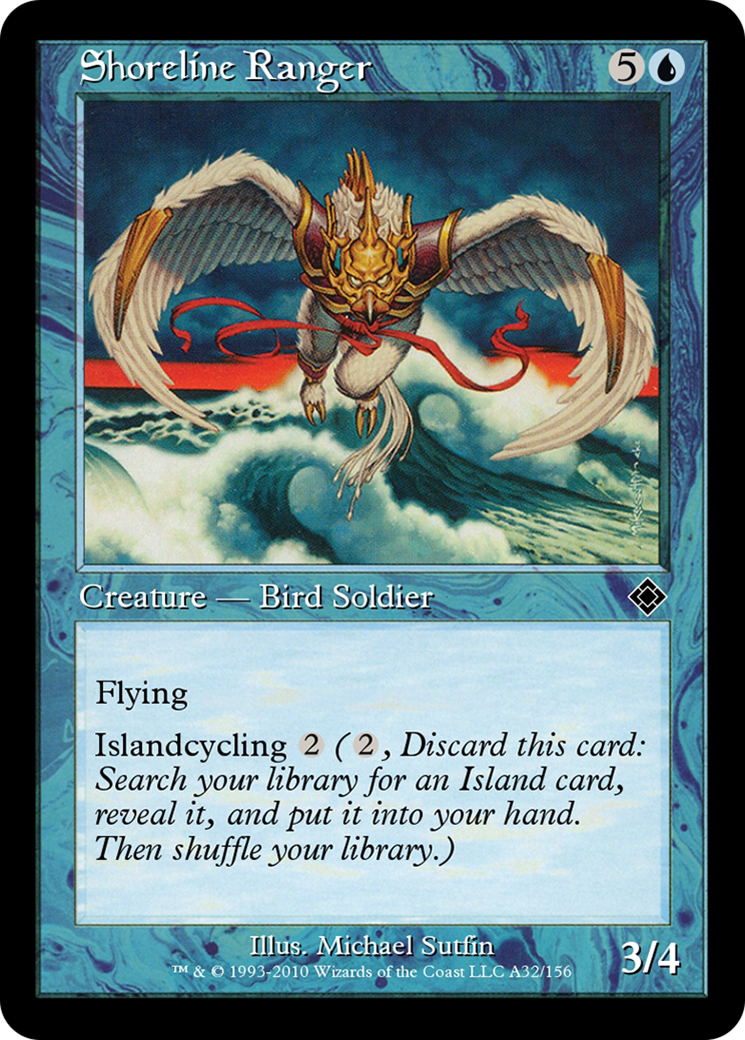 Shoreline Ranger 5
Creature — Bird Soldier
Flying
Islandcycling 2 (2, Discard this card:
Search your library for an Island card,
reveal it, and put it into your hand.
Then shuffle your library.)
Illus. Michael Sutfin
™ & © 1993-2010 Wizards of the Coast LLC A32/156
3/4